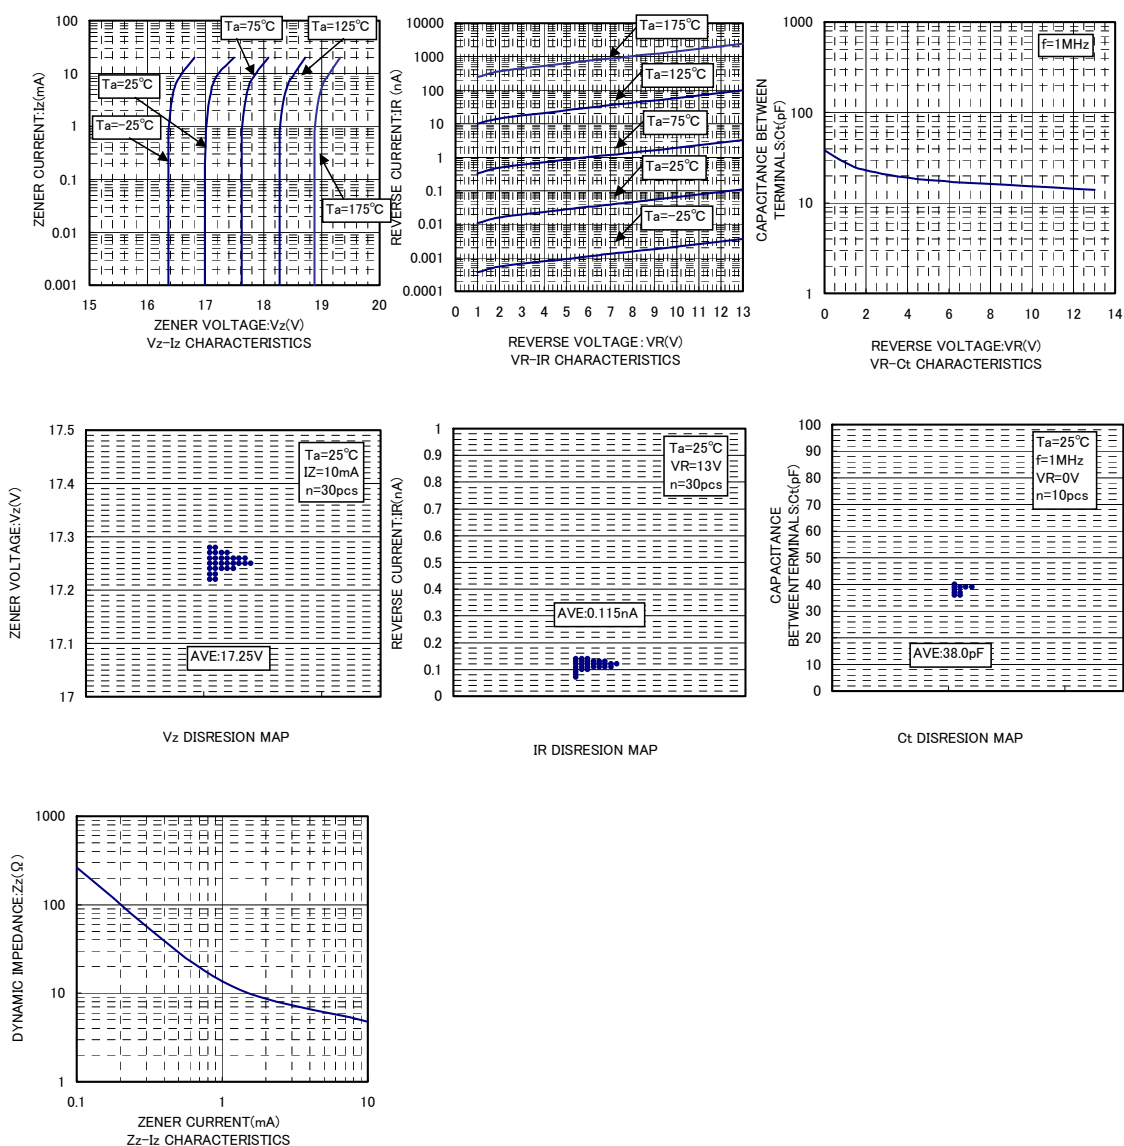 ZENER CURRENT:Iz(mA)
100
10
1
0.1
0.01
0.001
Ta=75℃
Ta=125℃
Ta=25℃
Ta=-25℃
Ta=175℃
15 16 17 18 19 20
ZENER VOLTAGE:Vz(V)
Vz-Iz CHARACTERISTICS
REVERSE CURRENT:IR (nA)
10000
1000
100
10
1
0.1
0.01
0.001
0.0001
Ta=175℃
Ta=125℃
Ta=75℃
Ta=25℃
Ta=-25℃
0 1 2 3 4 5 6 7 8 9 10 11 12 13
REVERSE VOLTAGE:VR(V)
VR-IR CHARACTERISTICS
CAPACITANCE BETWEEN
TERMINALS:Ct(pF)
1000
100
10
1
f=1MHz
0 2 4 6 8 10 12 14
REVERSE VOLTAGE:VR(V)
VR-Ct CHARACTERISTICS
ZENER VOLTAGE:Vz(V)
17.5
17.4
17.3
17.2
17.1
17
Ta=25℃
IZ=10mA
n=30pcs
AVE:17.25V
Vz DISRESION MAP
REVERSE CURRENT:IR(nA)
1
0.9
0.8
0.7
0.6
0.5
0.4
0.3
0.2
0.1
0
Ta=25℃
VR=13V
n=30pcs
AVE:0.115nA
IR DISRESION MAP
CAPACITANCE
BETWEENTERMINALS:Ct(pF)
100
90
80
70
60
50
40
30
20
10
0
Ta=25℃
f=1MHz
VR=0V
n=10pcs
AVE:38.0pF
Ct DISRESION MAP
DYNAMIC IMPEDANCE:Zz(Ω)
1000
100
10
1
0.1 1 10
ZENER CURRENT(mA)
Zz-Iz CHARACTERISTICS